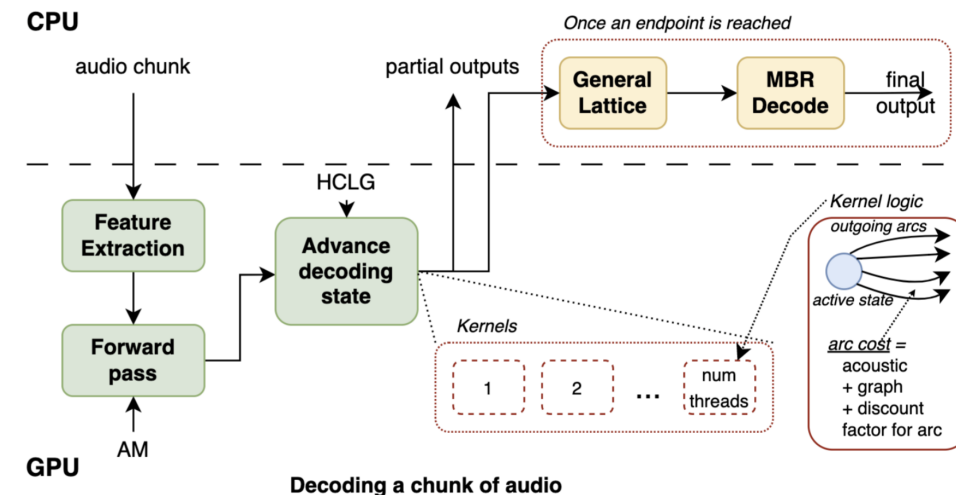 CPU
Once an endpoint is reached
audio chunk
partial outputs
General
Lattice
MBR
Decode
final
output
HCLG
Feature
Extraction
Advance
decoding
state
Kernel logic
outgoing arcs
active state
Forward
pass
Kernels
1
2
...
num
threads
arc cost =
acoustic
+ graph
+ discount
factor for arc
AM
GPU
Decoding a chunk of audio